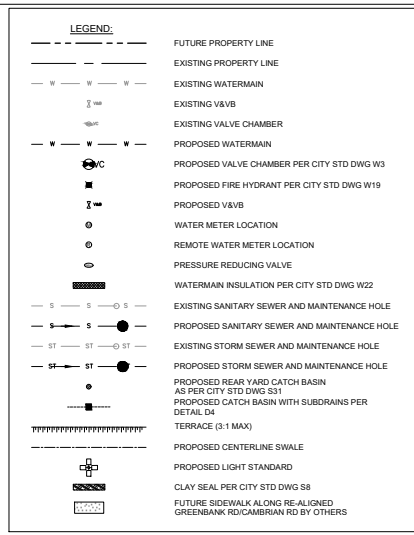 LEGEND:
FUTURE PROPERTY LINE
EXISTING PROPERTY LINE
W W W EXISTING WATERMAIN
V&VB EXISTING V&VB
VC EXISTING VALVE CHAMBER
W W W PROPOSED WATERMAIN
VC PROPOSED VALVE CHAMBER PER CITY STD DWG W3
PROPOSED FIRE HYDRANT PER CITY STD DWG W19
V&VB PROPOSED V&VB
WATER METER LOCATION
REMOTE WATER METER LOCATION
PRESSURE REDUCING VALVE
WATERMAIN INSULATION PER CITY STD DWG W22
S S S EXISTING SANITARY SEWER AND MAINTENANCE HOLE
S S PROPOSED SANITARY SEWER AND MAINTENANCE HOLE
ST ST ST EXISTING STORM SEWER AND MAINTENANCE HOLE
ST ST PROPOSED STORM SEWER AND MAINTENANCE HOLE
PROPOSED REAR YARD CATCH BASIN
AS PER CITY STD DWG S31
PROPOSED CATCH BASIN WITH SUBDRAINS PER
DETAIL D4
TERRACE (3:1 MAX)
PROPOSED CENTERLINE SWALE
PROPOSED LIGHT STANDARD
CLAY SEAL PER CITY STD DWG S8
FUTURE SIDEWALK ALONG RE-ALIGNED
GREENBANK RD/CAMBRIAN RD BY OTHERS